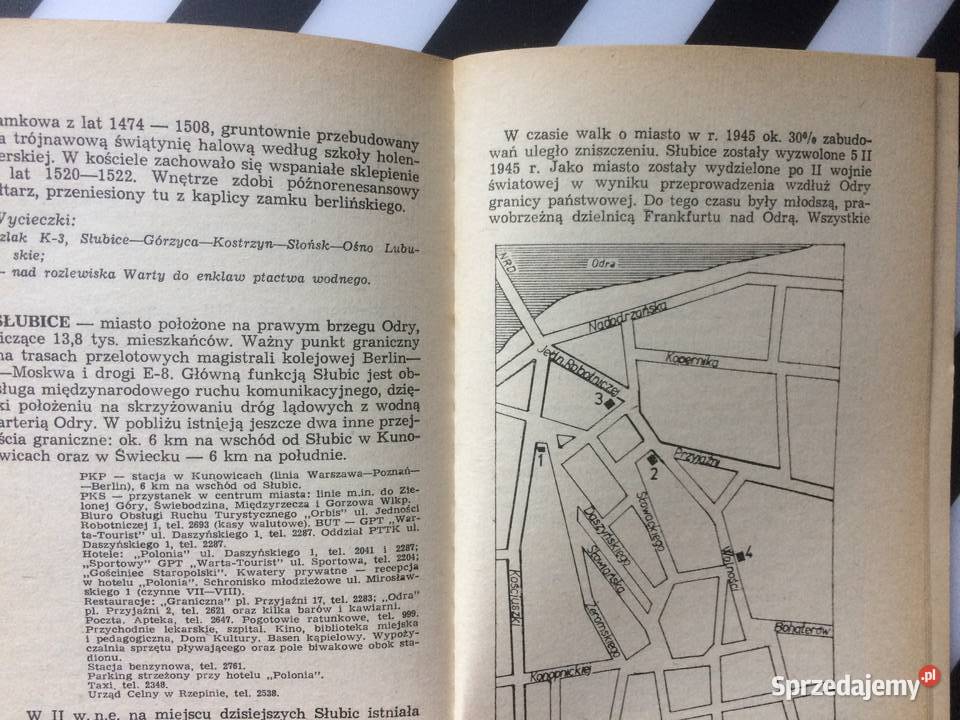 amkowa z lat 1474 — 1508, gruntownie przebudowany
a trójnawową świątynię halową według szkoły holen-
erskiej. W kościele zachowało się wspaniałe sklepienie
lat 1520—1522. Wnętrze zdobi późnorenesansowy
łtarz, przeniesiony tu z kaplicy zamku berlińskiego.
Wycieczki:
zlak K-3, Słubice—Górzyca—Kostrzyn—Słońsk—Ośno Lubu-
skie;
— nad rozlewiska Warty do enklaw ptactwa wodnego.
SŁUBICE — miasto położone na prawym brzegu Odry,
iczące 13,8 tys. mieszkańców. Ważny punkt graniczny
na trasach przelotowych magistrali kolejowej Berlin—
—Moskwa i drogi E-8. Główną funkcją Słubic jest ob-
sługa międzynarodowego ruchu komunikacyjnego, dzię-
ki położeniu na skrzyżowaniu dróg lądowych z wodną
arterią Odry. W pobliżu istnieją jeszcze dwa inne przej-
ścia graniczne: ok. 6 km na wschód od Słubic w Kuno-
wicach oraz w Świecku — 6 km na południe.
PKP — stacja w Kunowicach (linia Warszawa—Poznań—
—Berlin), 6 km na wschód od Słubic.
PKS — przystanek w centrum miasta: linie m.in. do Zie-
lonej Góry, Świebodzina, Międzyrzecza i Gorzowa Wlkp.
Biuro Obsługi Ruchu Turystycznego „Orbis" ul. Jedności
Robotniczej 1, tel. 2693 (kasy walutowe). BUT — GPT „War-
ta-Tourist" ul. Daszyńskiego 1, tel. 2287. Oddział PTTK ul.
Daszyńskiego 1, tel. 2287.
Hotele: „Polonia" ul. Daszyńskiego 1, tel. 2041 i 2287;
„Sportowy" GPT „Warta-Tourist" ul. Sportowa, tel. 2204;
„Gościniec Staropolski". Kwatery prywatne — recepcja
w hotelu „Polonia". Schronisko młodzieżowe ul. Mirosław-
skiego 1 (czynne VII—VIII).
Restauracje: „Graniczna" pl. Przyjaźni 17, tel. 2283; „Odra"
pl. Przyjaźni 2, tel. 2621 oraz kilka barów i kawiarni.
Poczta, Apteka, tel. 2647. Pogotowie ratunkowe, tel. 999.
Przychodnie lekarskie, szpital. Kino, biblioteka miejska
i pedagogiczna, Dom Kultury. Basen kąpielowy. Wypoży-
czalnia sprzętu pływającego oraz pole biwakowe obok sta-
dionu.
Stacja benzynowa, tel. 2761.
Parking strzeżony przy hotelu „Polonia".
Taxi, tel. 2348.
Urząd Celny w Rzepinie, tel. 2538.
W II w. n.e. na miejscu dzisiejszych Słubic istniała
W czasie walk o miasto w r. 1945 ok. 30% zabudo-
wań uległo zniszczeniu. Słubice zostały wyzwolone 5 II
1945 r. Jako miasto zostały wydzielone po II wojnie
światowej w wyniku przeprowadzenia wzdłuż Odry
granicy państwowej. Do tego czasu były młodszą, pra-
wobrzeżną dzielnicą Frankfurtu nad Odrą. Wszystkie
NRD
Odra
Nadodrzańska
Jedn. Robotniczej
Kopernika
3
1
2
Przyjaźni
Słowackiego
Daszyńskiego
Słowiańska
4
Wolności
Kościuszki
Żeromskiego
Bohaterów
Konopnickiej
Sprzedajemy.pl